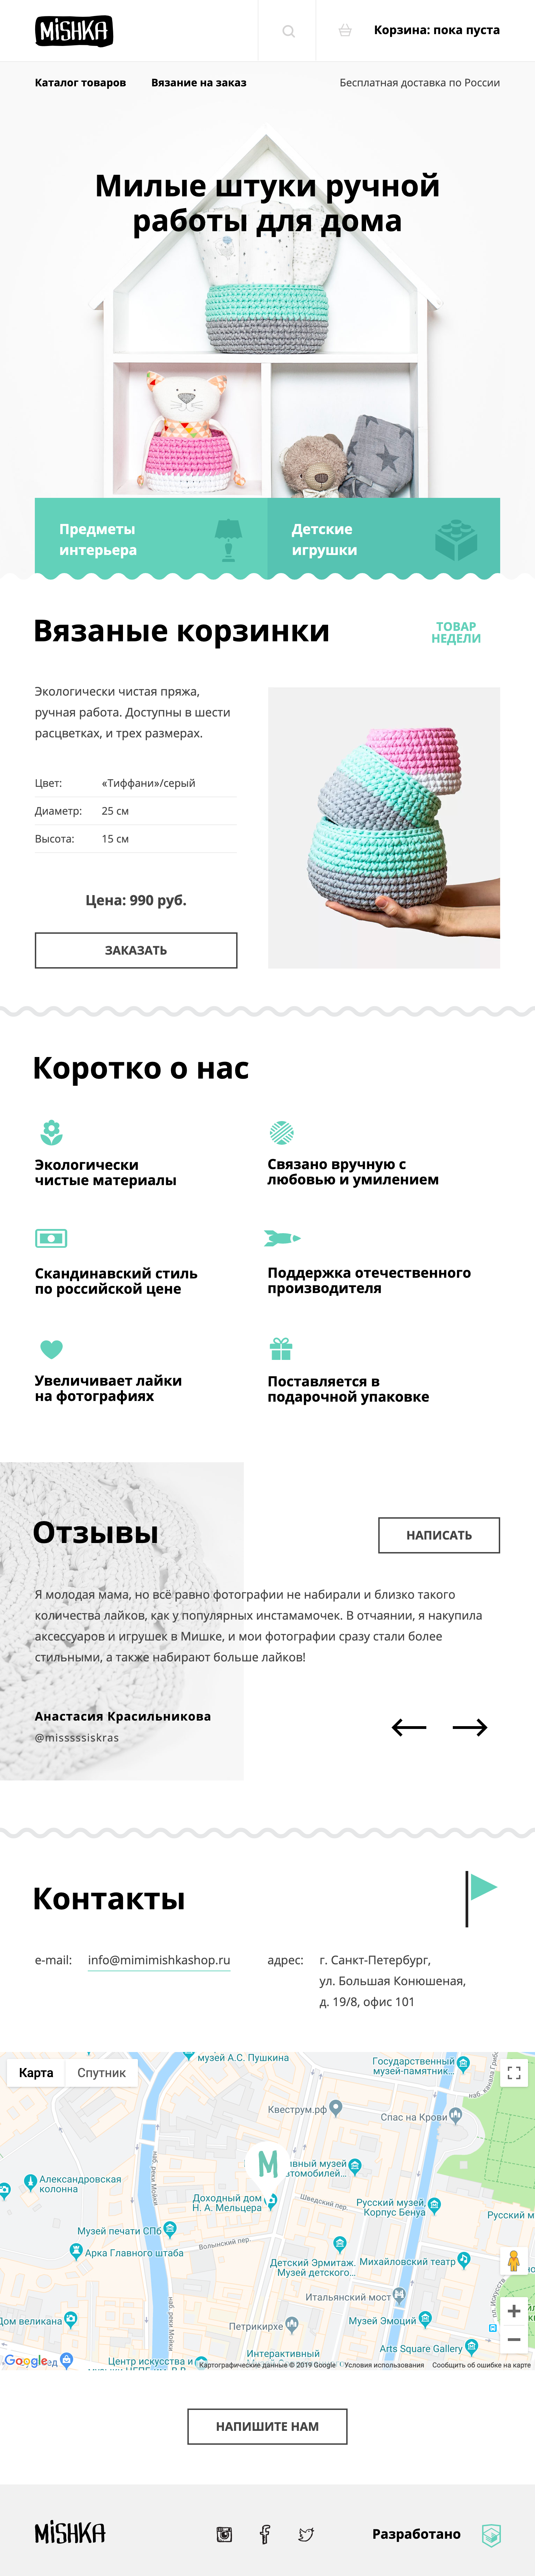 MiSHKA
Корзина: пока пуста
Каталог товаров
Вязание на заказ
Бесплатная доставка по России
Милые штуки ручной
работы для дома
Предметы
интерьера
Детские
игрушки
Вязаные корзинки
ТОВАР
НЕДЕЛИ
Экологически чистая пряжа,
ручная работа. Доступны в шести
расцветках, и трех размерах.
Цвет: «Тиффани»/серый
Диаметр: 25 см
Высота: 15 см
Цена: 990 руб.
ЗАКАЗАТЬ
Коротко о нас
Экологически
чистые материалы
Связано вручную с
любовью и умилением
Скандинавский стиль
по российской цене
Поддержка отечественного
производителя
Увеличивает лайки
на фотографиях
Поставляется в
подарочной упаковке
Отзывы
НАПИСАТЬ
Я молодая мама, но всё равно фотографии не набирали и близко такого
количества лайков, как у популярных инстамамочек. В отчаянии, я накупила
аксессуаров и игрушек в Мишке, и мои фотографии сразу стали более
стильными, а также набирают больше лайков!
Анастасия Красильникова
@misssssiskras
Контакты
e-mail: info@mimimishkashop.ru
адрес: г. Санкт-Петербург,
ул. Большая Конюшеная,
д. 19/8, офис 101
Карта
Спутник
музей А.С. Пушкина
Государственный
музей-памятник...
наб. канала Грибо
Квеструм.рф
Спас на Крови
M
ивный музей
втомобилей...
наб. реки Мойки
Александровская
колонна
Доходный дом
Н. А. Мельцера
Шведский пер.
Русский музей,
Корпус Бенуа
Русский м
Музей печати СПб
Волынский пер.
Арка Главного штаба
Детский Эрмитаж.
Музей детского...
Михайловский театр
Итальянский мост
ул. Искусств
Дом великана
наб. реки Мойки
Петрикирхе
Музей Эмоций
Arts Square Gallery
Интерактивный
Центр искусства и
Google
Картографические данные © 2019 Google
Условия использования
Сообщить об ошибке на карте
НАПИШИТЕ НАМ
MiSHKA
Разработано